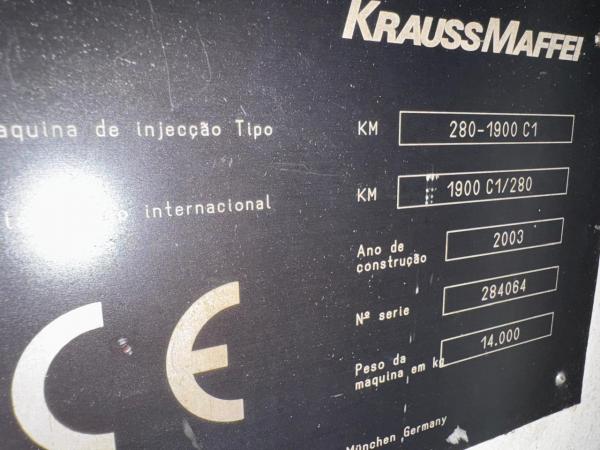 KRAUSSMAFFEI
aquina de injecção Tipo KM 280-1900 C1
internacional KM 1900 C1/280
Ano de
construção 2003
Nº serie 284064
Peso da
maquina em kg 14.000
CE
München Germany